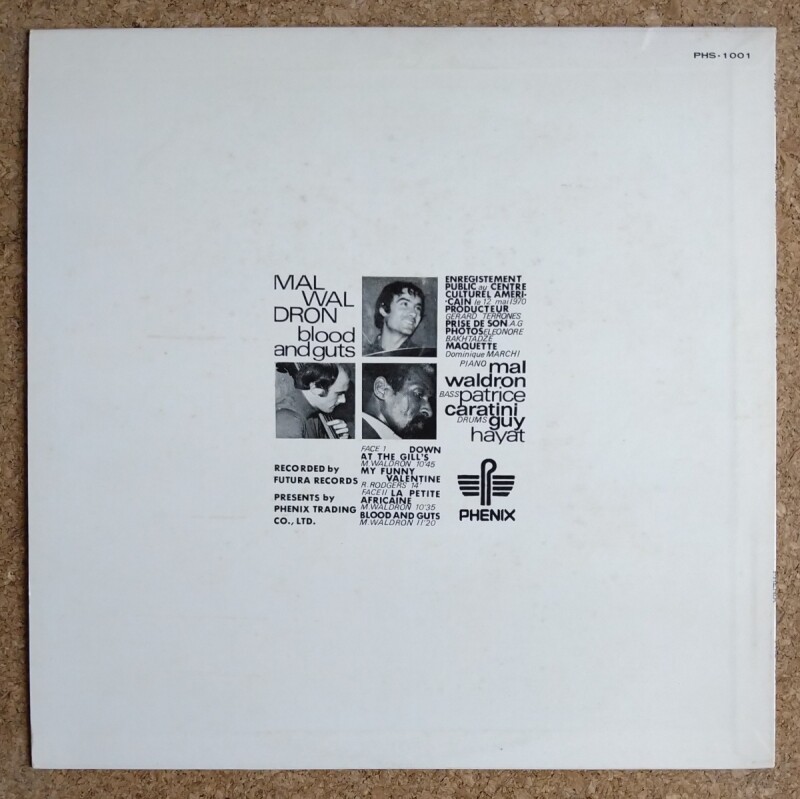 PHS-1001
MAL
WAL
DRON
blood
and guts
ENREGISTEMENT
PUBLIC au CENTRE
CULTUREL AMERI-
-CAIN le 12 mai 1970
PRODUCTEUR
GERARD TERRONES
PRISE DE SON A.G
PHOTOS ELEONORE
BAKHTADZE
MAQUETTE
Dominique MARCHI
PIANO mal
waldron
BASS patrice
caratini
DRUMS guy
hayat
FACE 1 DOWN
AT THE GILL'S
M. WALDRON 10'45
MY FUNNY
VALENTINE
R. RODGERS 14'
FACE II LA PETITE
AFRICAINE
M. WALDRON 10'35
BLOOD AND GUTS
M. WALDRON 11'20
RECORDED by
FUTURA RECORDS
PRESENTS by
PHENIX TRADING
CO., LTD.
PHENIX